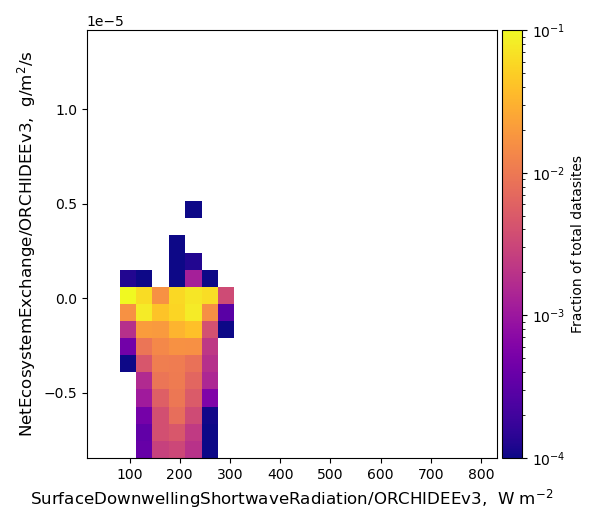 1e−5
1.0
0.5
0.0
−0.5
NetEcosystemExchange/ORCHIDEEv3,  g/m²/s
100 200 300 400 500 600 700 800
SurfaceDownwellingShortwaveRadiation/ORCHIDEEv3,  W m⁻²
10⁻¹
10⁻²
10⁻³
10⁻⁴
Fraction of total datasites